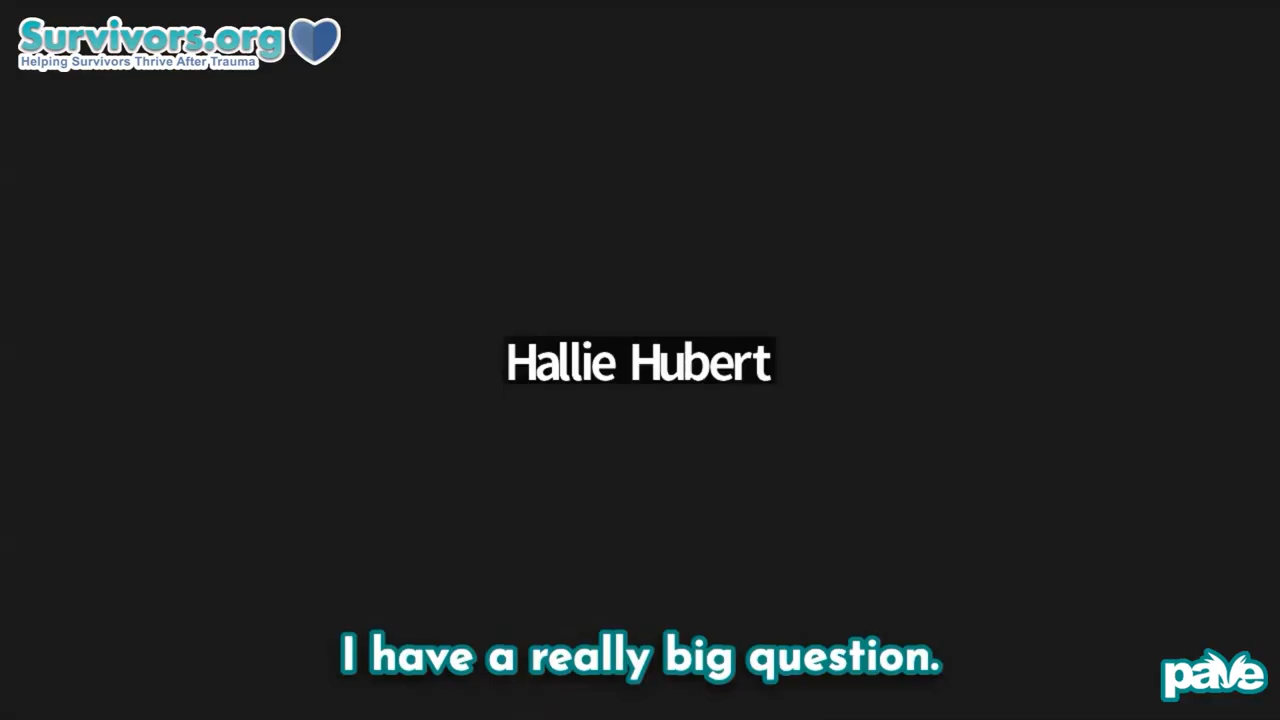 Survivors.org
Helping Survivors Thrive After Trauma
Hallie Hubert
I have a really big question.
pave